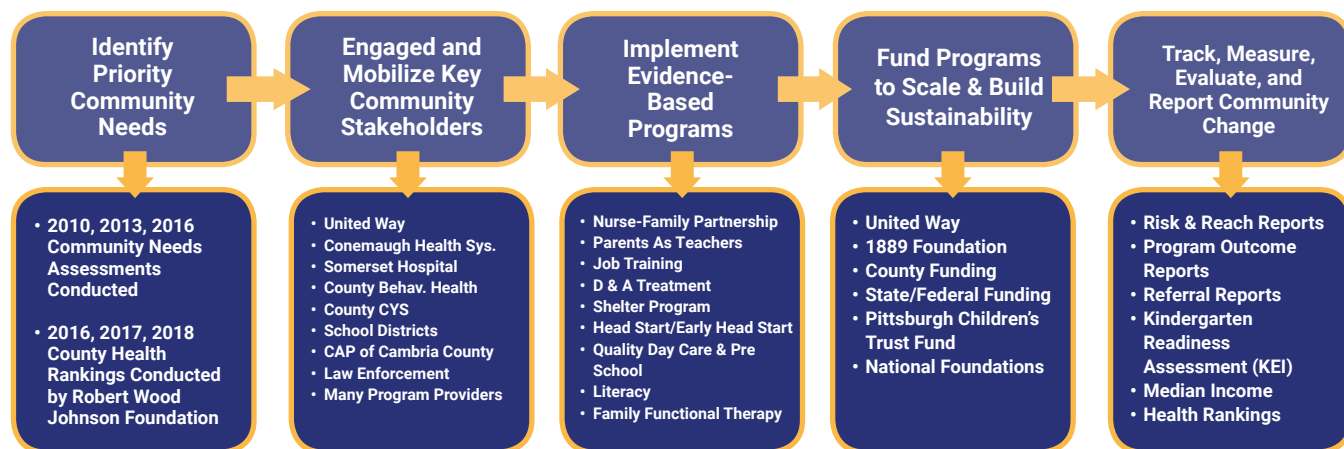 Identify
Priority
Community
Needs
Engaged and
Mobilize Key
Community
Stakeholders
Implement
Evidence-
Based
Programs
Fund Programs
to Scale & Build
Sustainability
Track, Measure,
Evaluate, and
Report Community
Change
• 2010, 2013, 2016
Community Needs
Assessments
Conducted
• 2016, 2017, 2018
County Health
Rankings Conducted
by Robert Wood
Johnson Foundation
• United Way
• Conemaugh Health Sys.
• Somerset Hospital
• County Behav. Health
• County CYS
• School Districts
• CAP of Cambria County
• Law Enforcement
• Many Program Providers
• Nurse-Family Partnership
• Parents As Teachers
• Job Training
• D & A Treatment
• Shelter Program
• Head Start/Early Head Start
• Quality Day Care & Pre
School
• Literacy
• Family Functional Therapy
• United Way
• 1889 Foundation
• County Funding
• State/Federal Funding
• Pittsburgh Children's
Trust Fund
• National Foundations
• Risk & Reach Reports
• Program Outcome
Reports
• Referral Reports
• Kindergarten
Readiness
Assessment (KEI)
• Median Income
• Health Rankings